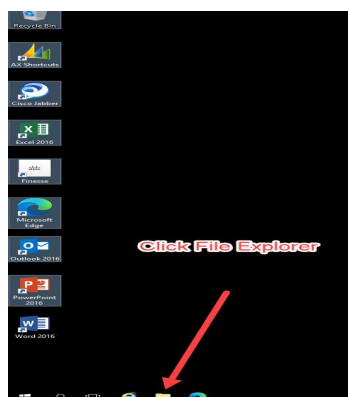 Recycle Bin
AX Shortcuts
Cisco Jabber
Excel 2016
Finesse
Microsoft
Edge
Click File Explorer
Outlook 2016
PowerPoint
2016
Word 2016